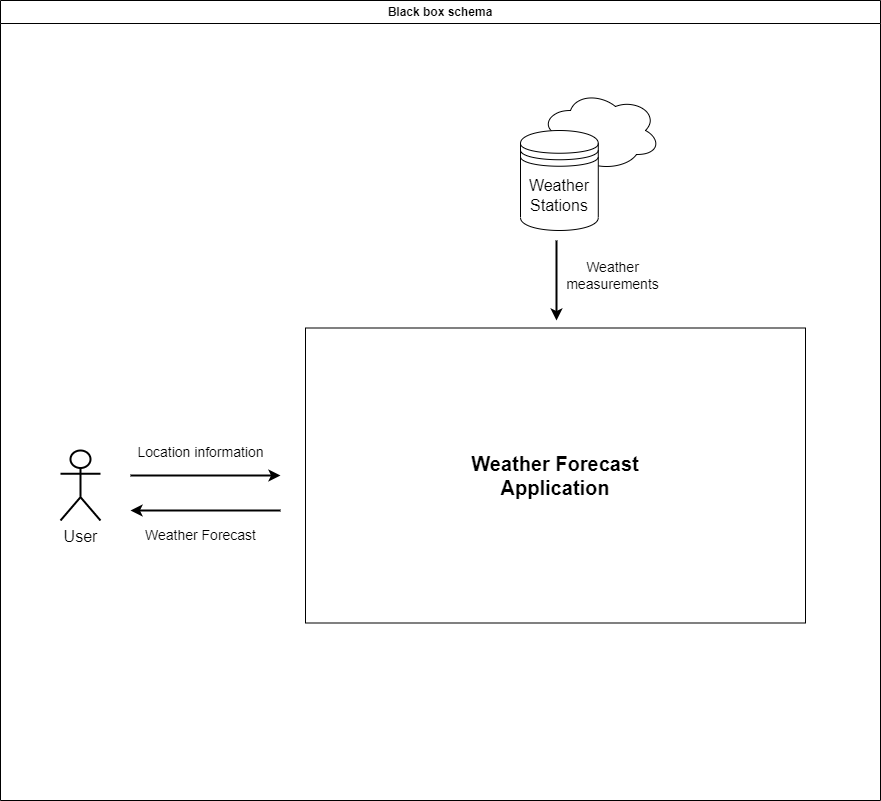 Black box schema
Weather
Stations
Weather
measurements
Location information
Weather Forecast
Application
User
Weather Forecast